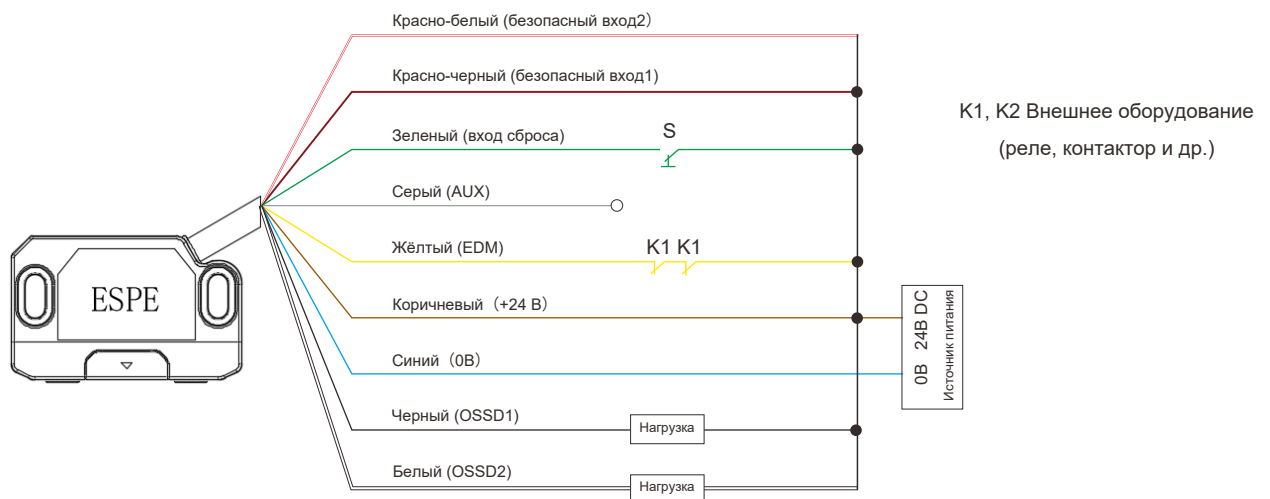 Красно-белый (безопасный вход2)
Красно-черный (безопасный вход1)
K1, K2 Внешнее оборудование
(реле, контактор и др.)
Зеленый (вход сброса)
S
Серый (AUX)
Жёлтый (EDM)
K1 K1
ESPE
Коричневый (+24 В)
Синий (0В)
0В 24В DC
Источник питания
Черный (OSSD1)
Нагрузка
Белый (OSSD2)
Нагрузка